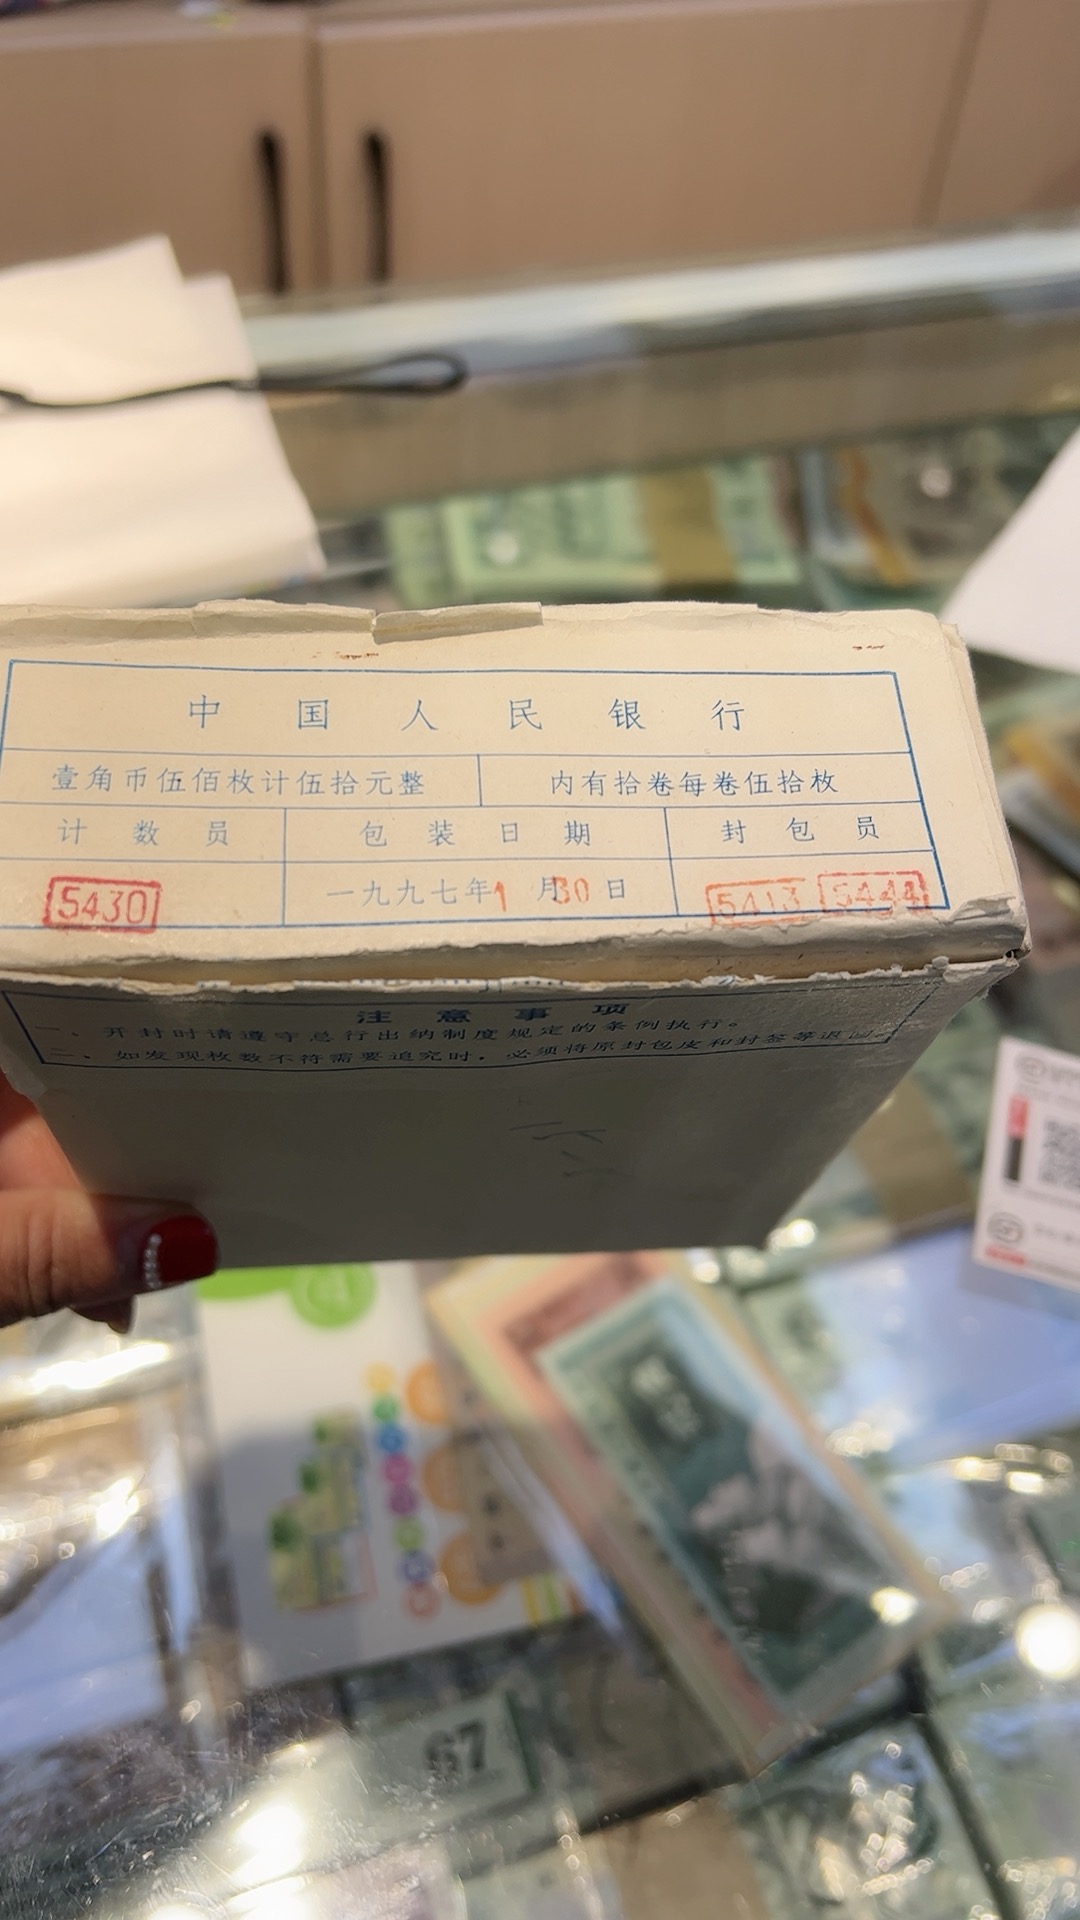 中国人民银行
壹角币伍佰枚计伍拾元整 内有拾卷每卷伍拾枚
计数员 包装日期 封包员
5430 一九九七年1月30日 5413 5444
注意事项
一、开封时请遵守总行出纳制度规定的条例执行。
二、如发现枚数不符需要追究时，必须将原封包皮和封签等退回。
67